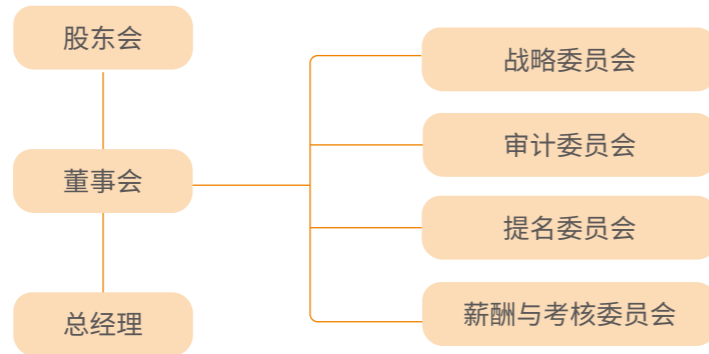 股东会
董事会
总经理
战略委员会
审计委员会
提名委员会
薪酬与考核委员会